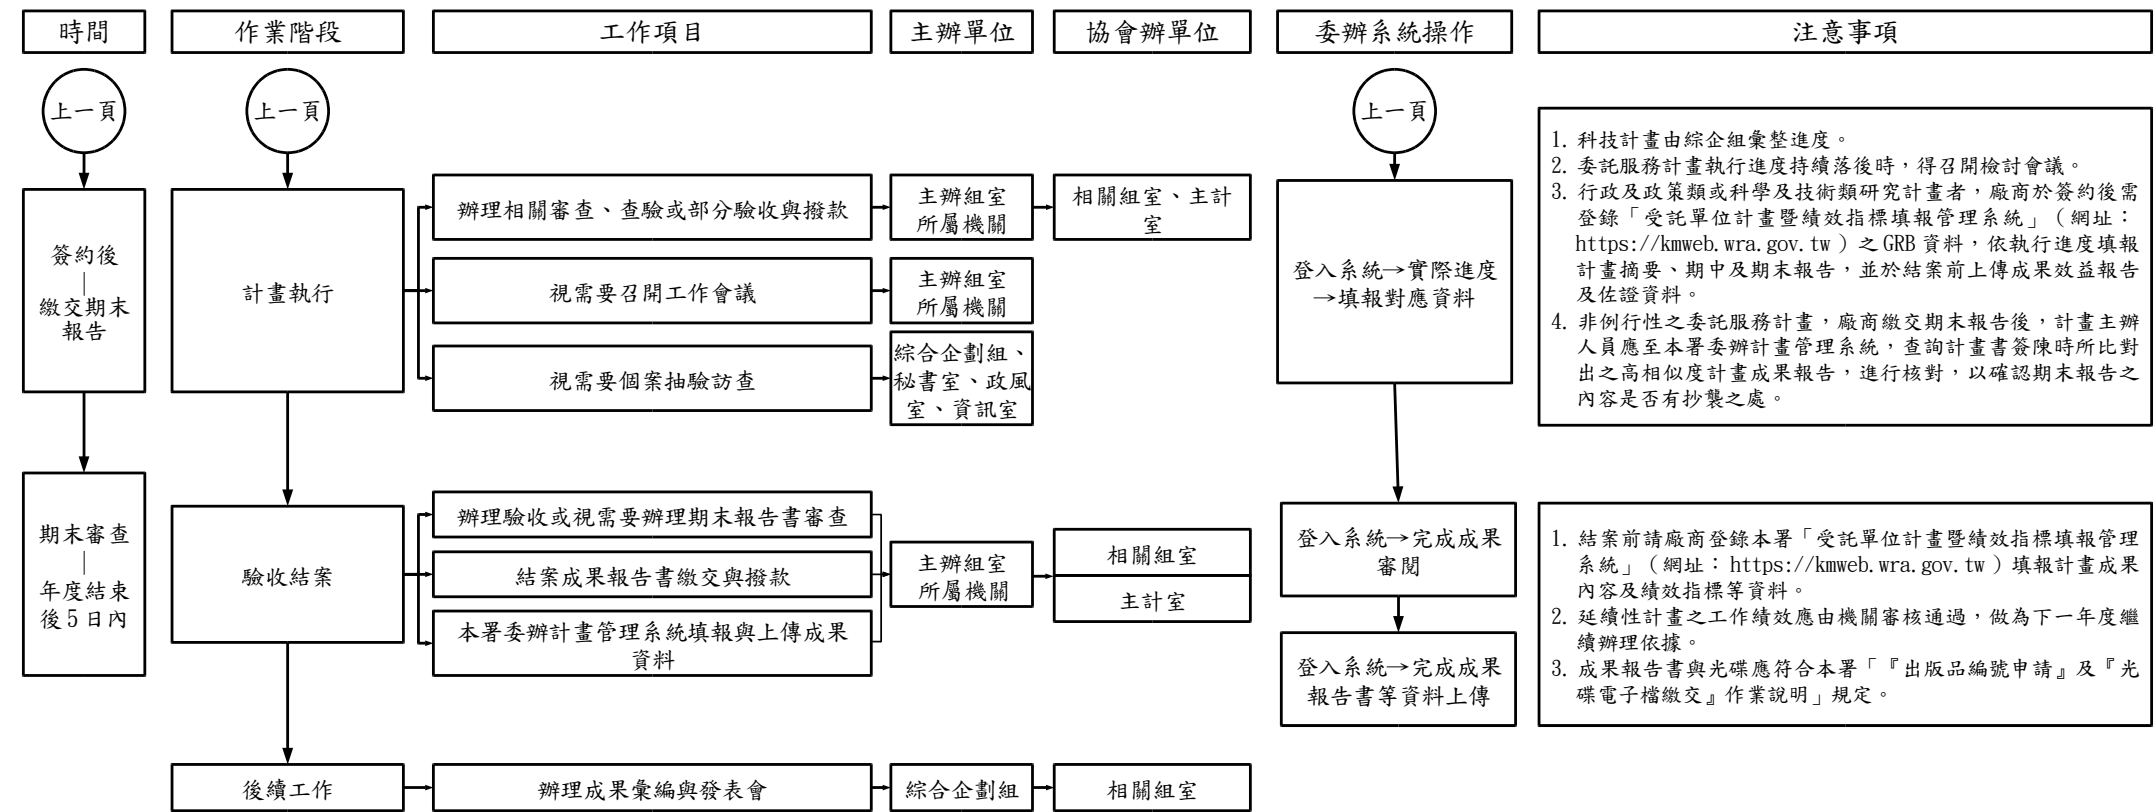 時間
作業階段
工作項目
主辦單位
協會辦單位
委辦系統操作
注意事項
上一頁
上一頁
上一頁
簽約後
|
繳交期末
報告
計畫執行
辦理相關審查、查驗或部分驗收與撥款
主辦組室
所屬機關
相關組室、主計
室
視需要召開工作會議
主辦組室
所屬機關
視需要個案抽驗訪查
綜合企劃組、
秘書室、政風
室、資訊室
登入系統→實際進度
→填報對應資料
1. 科技計畫由綜企組彙整進度。
2. 委託服務計畫執行進度持續落後時，得召開檢討會議。
3. 行政及政策類或科學及技術類研究計畫者，廠商於簽約後需
登錄「受託單位計畫暨績效指標填報管理系統」（網址：
https://kmweb.wra.gov.tw）之GRB資料，依執行進度填報
計畫摘要、期中及期末報告，並於結案前上傳成果效益報告
及佐證資料。
4. 非例行性之委託服務計畫，廠商繳交期末報告後，計畫主辦
人員應至本署委辦計畫管理系統，查詢計畫書簽陳時所比對
出之高相似度計畫成果報告，進行核對，以確認期末報告之
內容是否有抄襲之處。
期末審查
|
年度結束
後5日內
驗收結案
辦理驗收或視需要辦理期末報告書審查
結案成果報告書繳交與撥款
本署委辦計畫管理系統填報與上傳成果
資料
主辦組室
所屬機關
相關組室
主計室
登入系統→完成成果
審閱
登入系統→完成成果
報告書等資料上傳
1. 結案前請廠商登錄本署「受託單位計畫暨績效指標填報管理
系統」（網址：https://kmweb.wra.gov.tw）填報計畫成果
內容及績效指標等資料。
2. 延續性計畫之工作績效應由機關審核通過，做為下一年度繼
續辦理依據。
3. 成果報告書與光碟應符合本署「『出版品編號申請』及『光
碟電子檔繳交』作業說明」規定。
後續工作
辦理成果彙編與發表會
綜合企劃組
相關組室